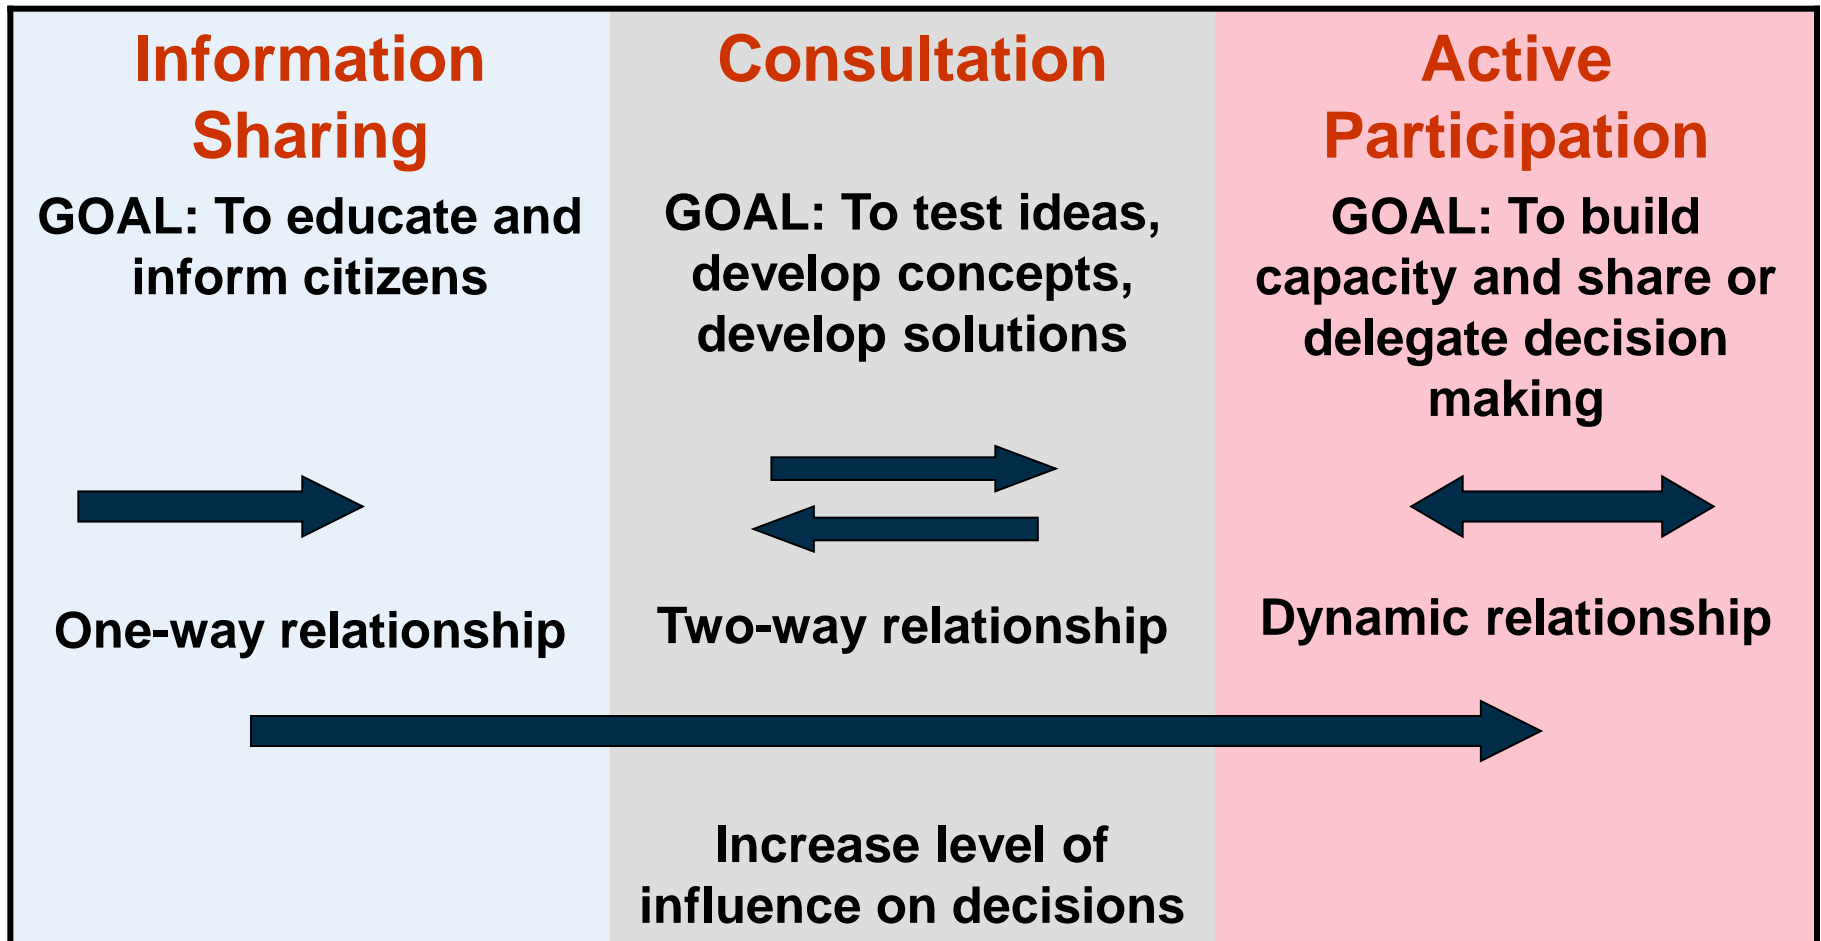 Information
Sharing
GOAL: To educate and
inform citizens
One-way relationship
Consultation
GOAL: To test ideas,
develop concepts,
develop solutions
Two-way relationship
Active
Participation
GOAL: To build
capacity and share or
delegate decision
making
Dynamic relationship
Increase level of
influence on decisions